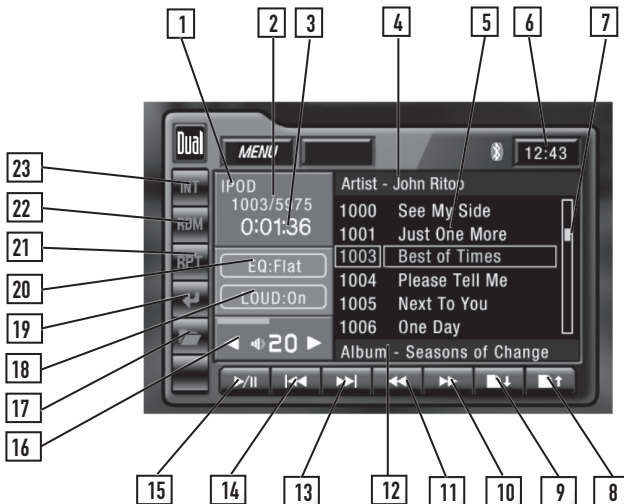 1 2 3 4 5 6 7
Dual MENU 12:43
23 INT
IPOD
1003/5975
0:01:36
Artist - John Ritop
1000 See My Side
1001 Just One More
1003 Best of Times
1004 Please Tell Me
1005 Next To You
1006 One Day
Album - Seasons of Change
22 RDM
21 RPT
20 EQ:Flat
19
18 LOUD:On
17
16 20
15 14 13 12 11 10 9 8